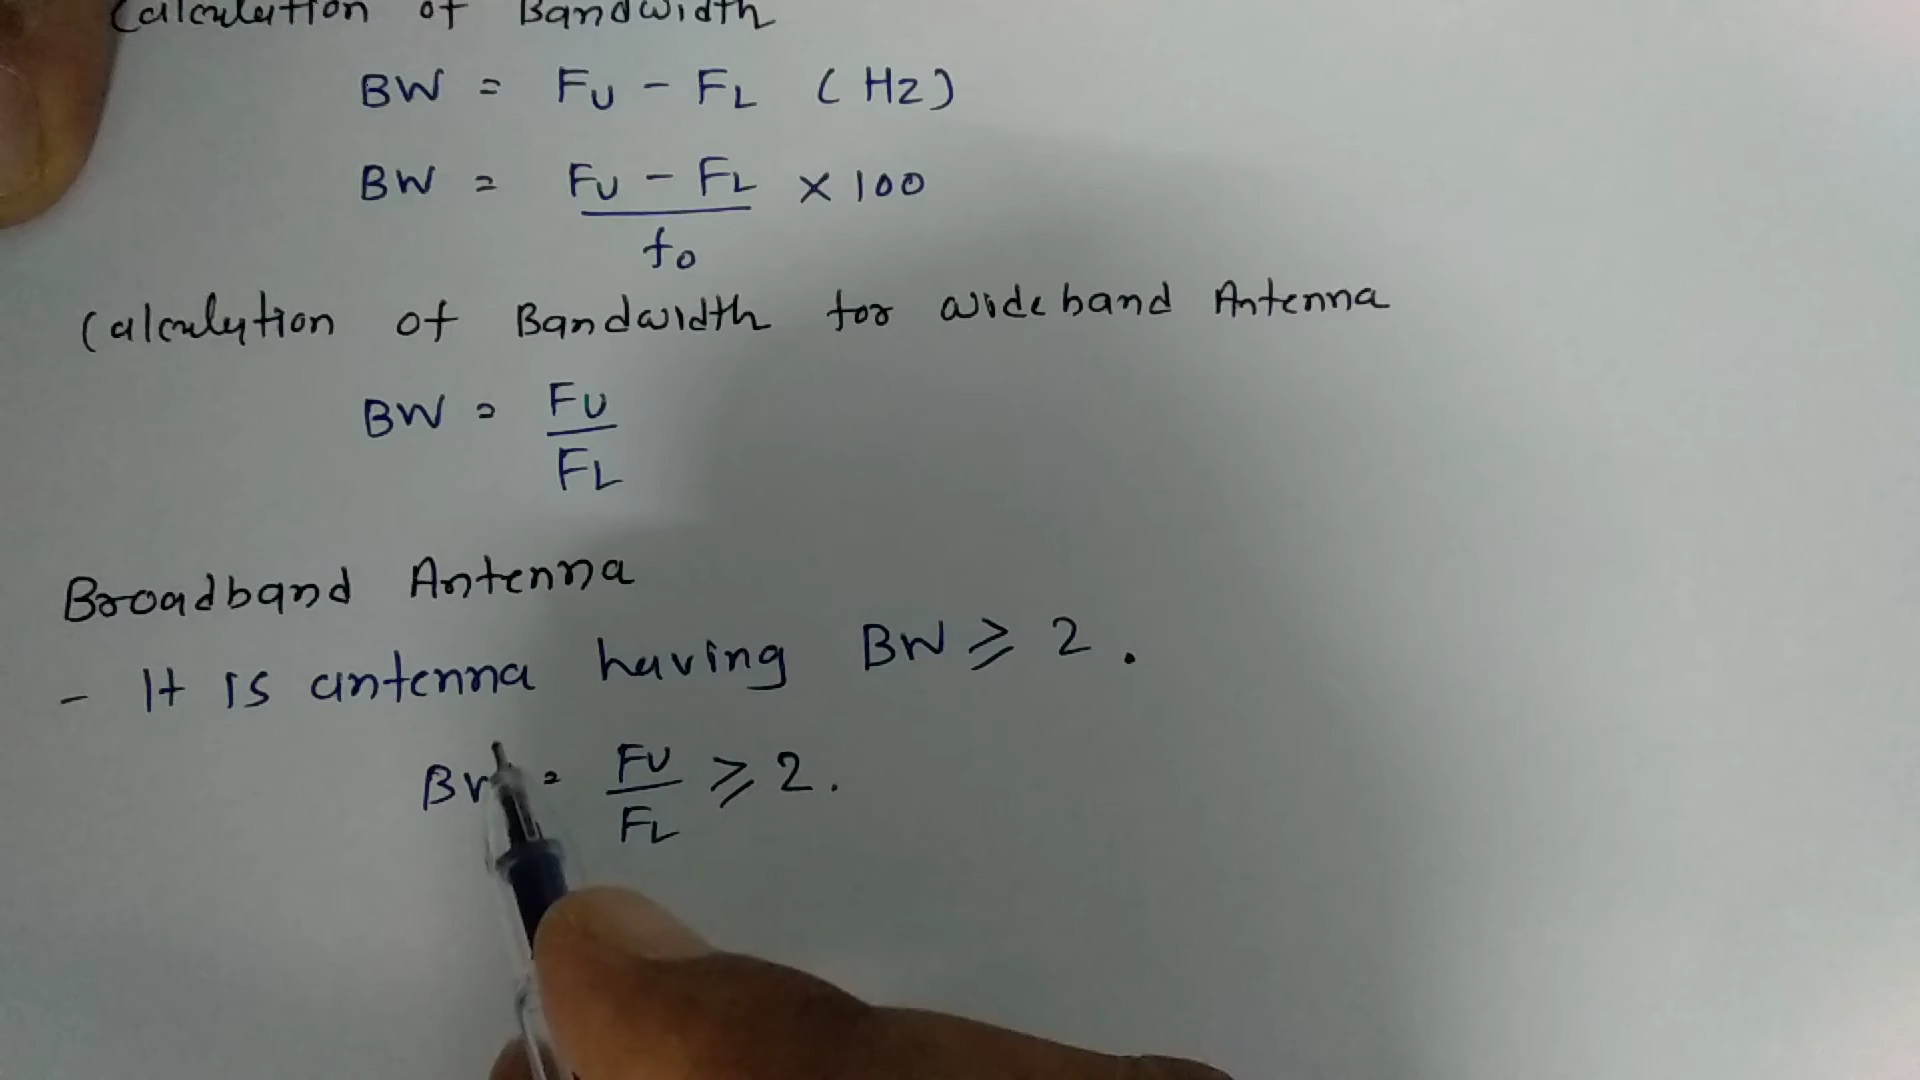 Calculation of Bandwidth
BW = FU - FL (Hz)
BW = FU - FL / fo × 100
Calculation of Bandwidth for wideband Antenna
BW = FU / FL
Broadband Antenna
- It is antenna having BW ≥ 2.
BW = FU / FL ≥ 2.